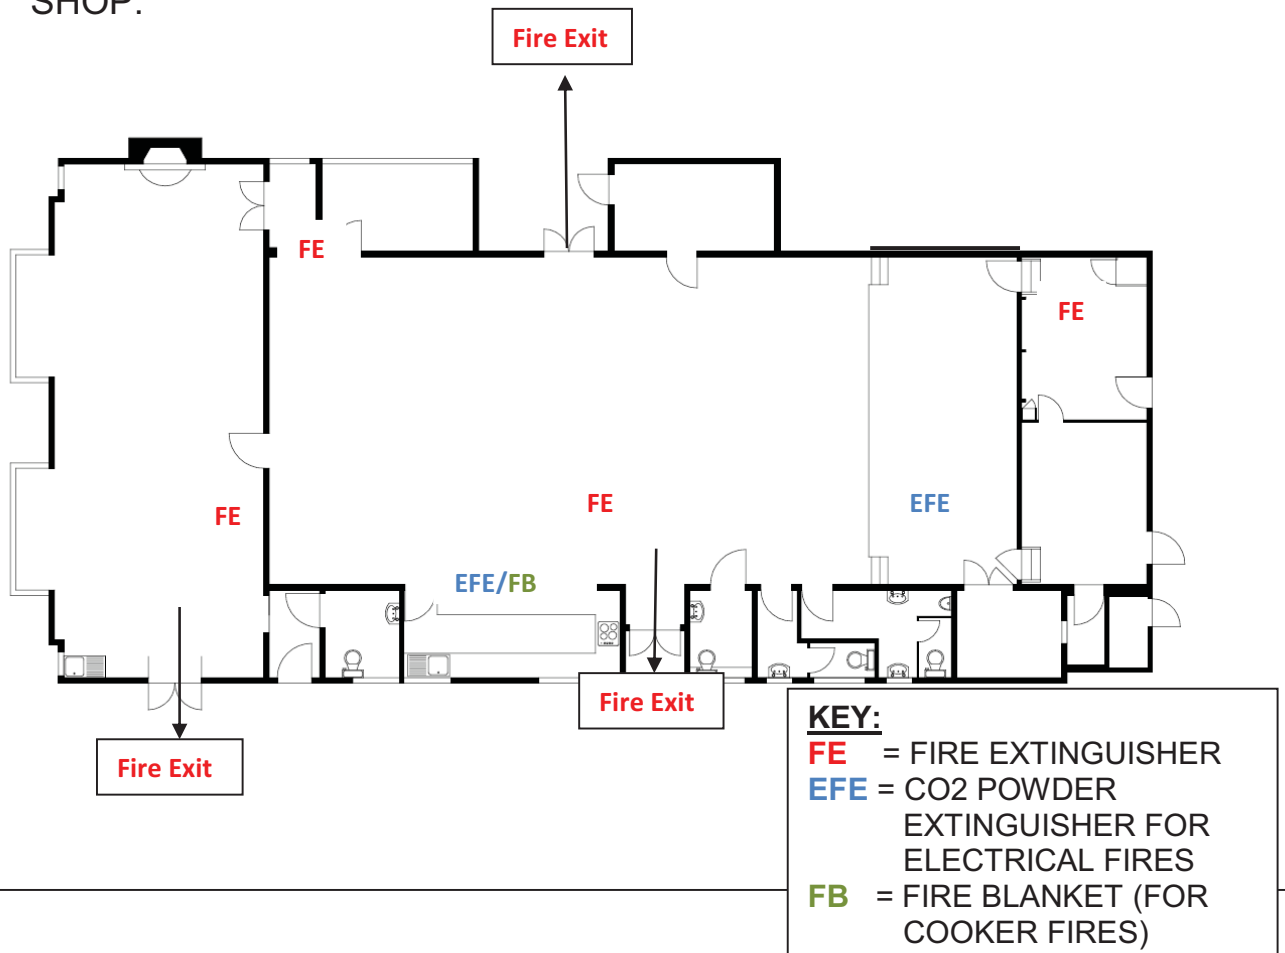 SHOP.
Fire Exit
FE
FE
FE
FE
EFE
EFE/FB
Fire Exit
Fire Exit
KEY:
FE = FIRE EXTINGUISHER
EFE = CO2 POWDER
EXTINGUISHER FOR
ELECTRICAL FIRES
FB = FIRE BLANKET (FOR
COOKER FIRES)